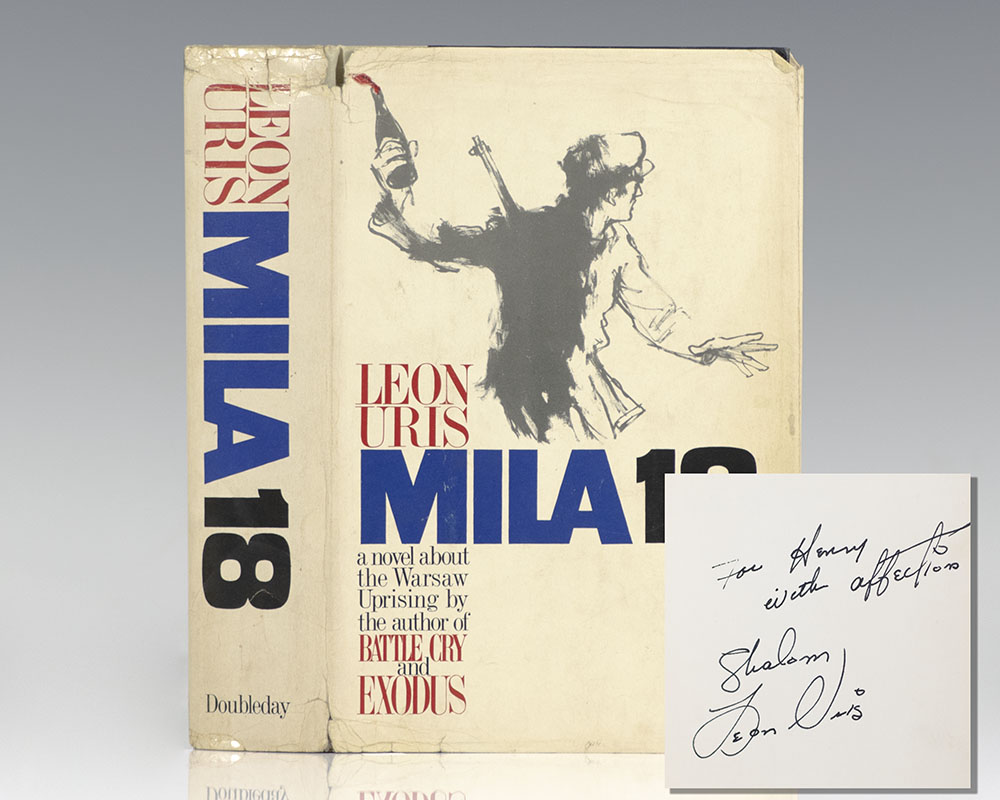 LEON
URIS
MILA 18
Doubleday
LEON
URIS
MILA 18
a novel about
the Warsaw
Uprising by
the author of
BATTLE CRY
and
EXODUS
For Henry
with affection
Shalom,
Leon Uris